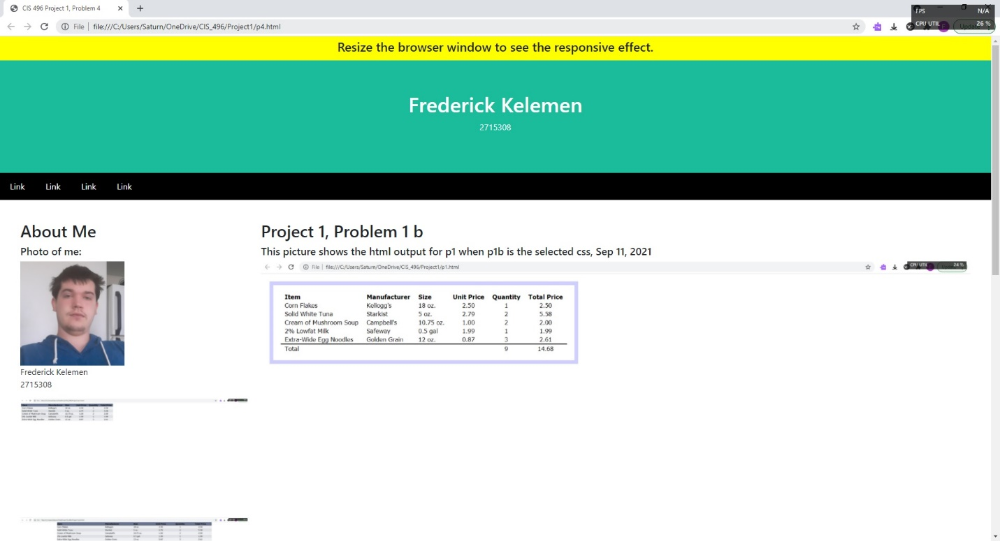 CIS 496 Project 1, Problem 4
FPS N/A
CPU UTIL 26 %
File | file:///C:/Users/Saturn/OneDrive/CIS_496/Project1/p4.html
Update
Resize the browser window to see the responsive effect.
Frederick Kelemen
2715308
Link Link Link Link
About Me
Photo of me:
Frederick Kelemen
2715308
Project 1, Problem 1 b
This picture shows the html output for p1 when p1b is the selected css, Sep 11, 2021
File | file:///C:/Users/Saturn/OneDrive/CIS_496/Project1/p1.html
CPU UTIL 24 %
Item Manufacturer Size Unit Price Quantity Total Price
Corn Flakes Kellogg's 18 oz. 2.50 1 2.50
Solid White Tuna Starkist 5 oz. 2.79 2 5.58
Cream of Mushroom Soup Campbell's 10.75 oz. 1.00 2 2.00
2% Lowfat Milk Safeway 0.5 gal 1.99 1 1.99
Extra-Wide Egg Noodles Golden Grain 12 oz. 0.87 3 2.61
Total 9 14.68